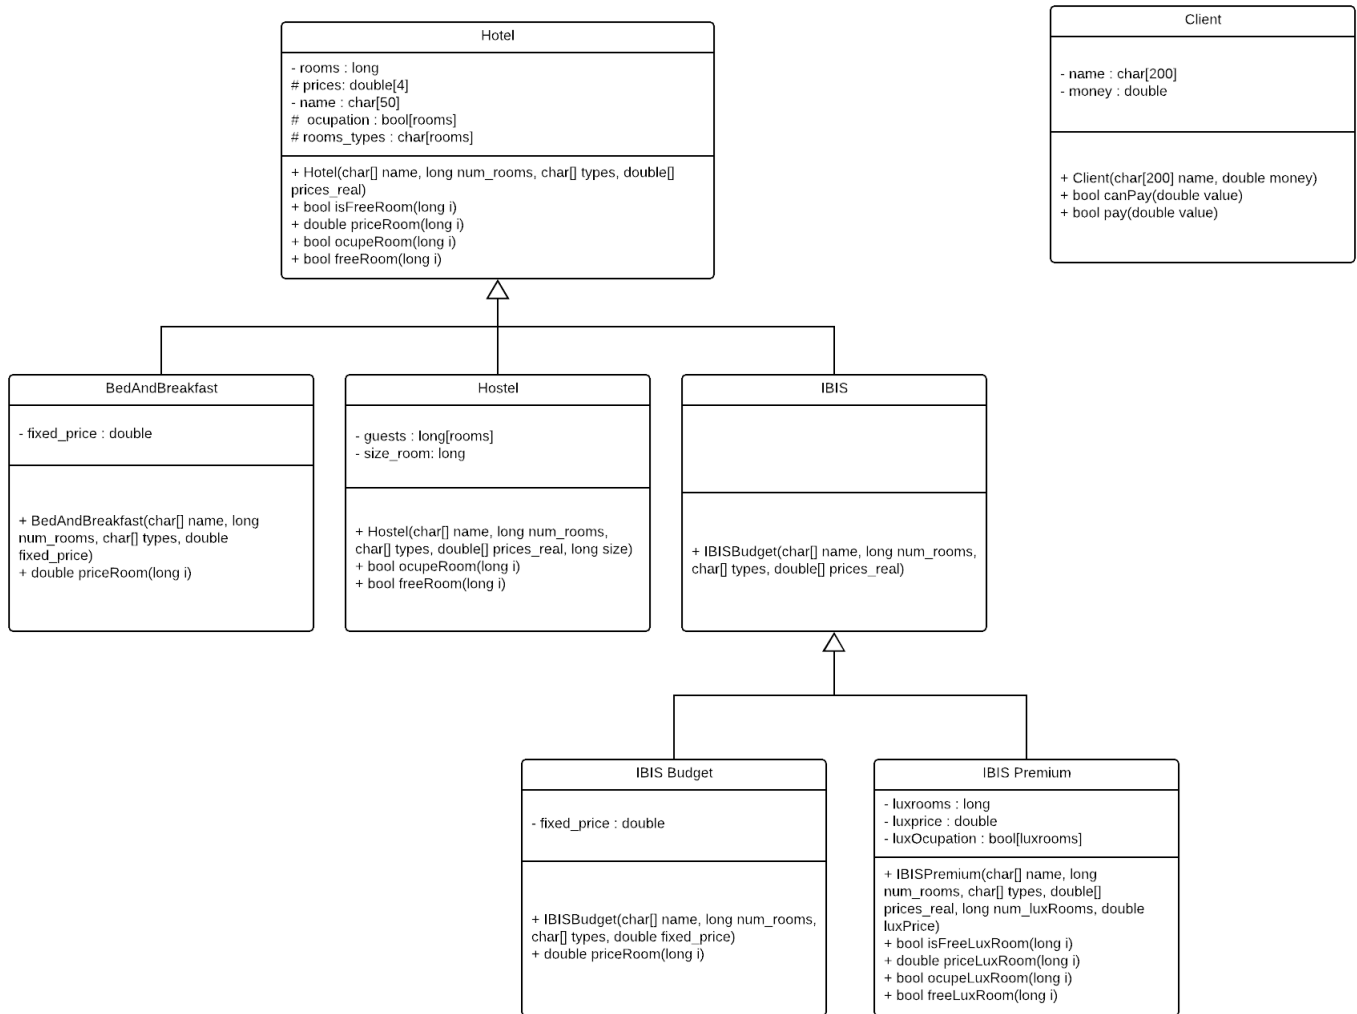 Hotel
- rooms : long
# prices: double[4]
- name : char[50]
# ocupation : bool[rooms]
# rooms_types : char[rooms]
+ Hotel(char[] name, long num_rooms, char[] types, double[]
prices_real)
+ bool isFreeRoom(long i)
+ double priceRoom(long i)
+ bool ocupeRoom(long i)
+ bool freeRoom(long i)
Client
- name : char[200]
- money : double
+ Client(char[200] name, double money)
+ bool canPay(double value)
+ bool pay(double value)
BedAndBreakfast
- fixed_price : double
+ BedAndBreakfast(char[] name, long
num_rooms, char[] types, double
fixed_price)
+ double priceRoom(long i)
Hostel
- guests : long[rooms]
- size_room: long
+ Hostel(char[] name, long num_rooms,
char[] types, double[] prices_real, long size)
+ bool ocupeRoom(long i)
+ bool freeRoom(long i)
IBIS
+ IBISBudget(char[] name, long num_rooms,
char[] types, double[] prices_real)
IBIS Budget
- fixed_price : double
+ IBISBudget(char[] name, long num_rooms,
char[] types, double fixed_price)
+ double priceRoom(long i)
IBIS Premium
- luxrooms : long
- luxprice : double
- luxOcupation : bool[luxrooms]
+ IBISPremium(char[] name, long
num_rooms, char[] types, double[]
prices_real, long num_luxRooms, double
luxPrice)
+ bool isFreeLuxRoom(long i)
+ double priceLuxRoom(long i)
+ bool ocupeLuxRoom(long i)
+ bool freeLuxRoom(long i)